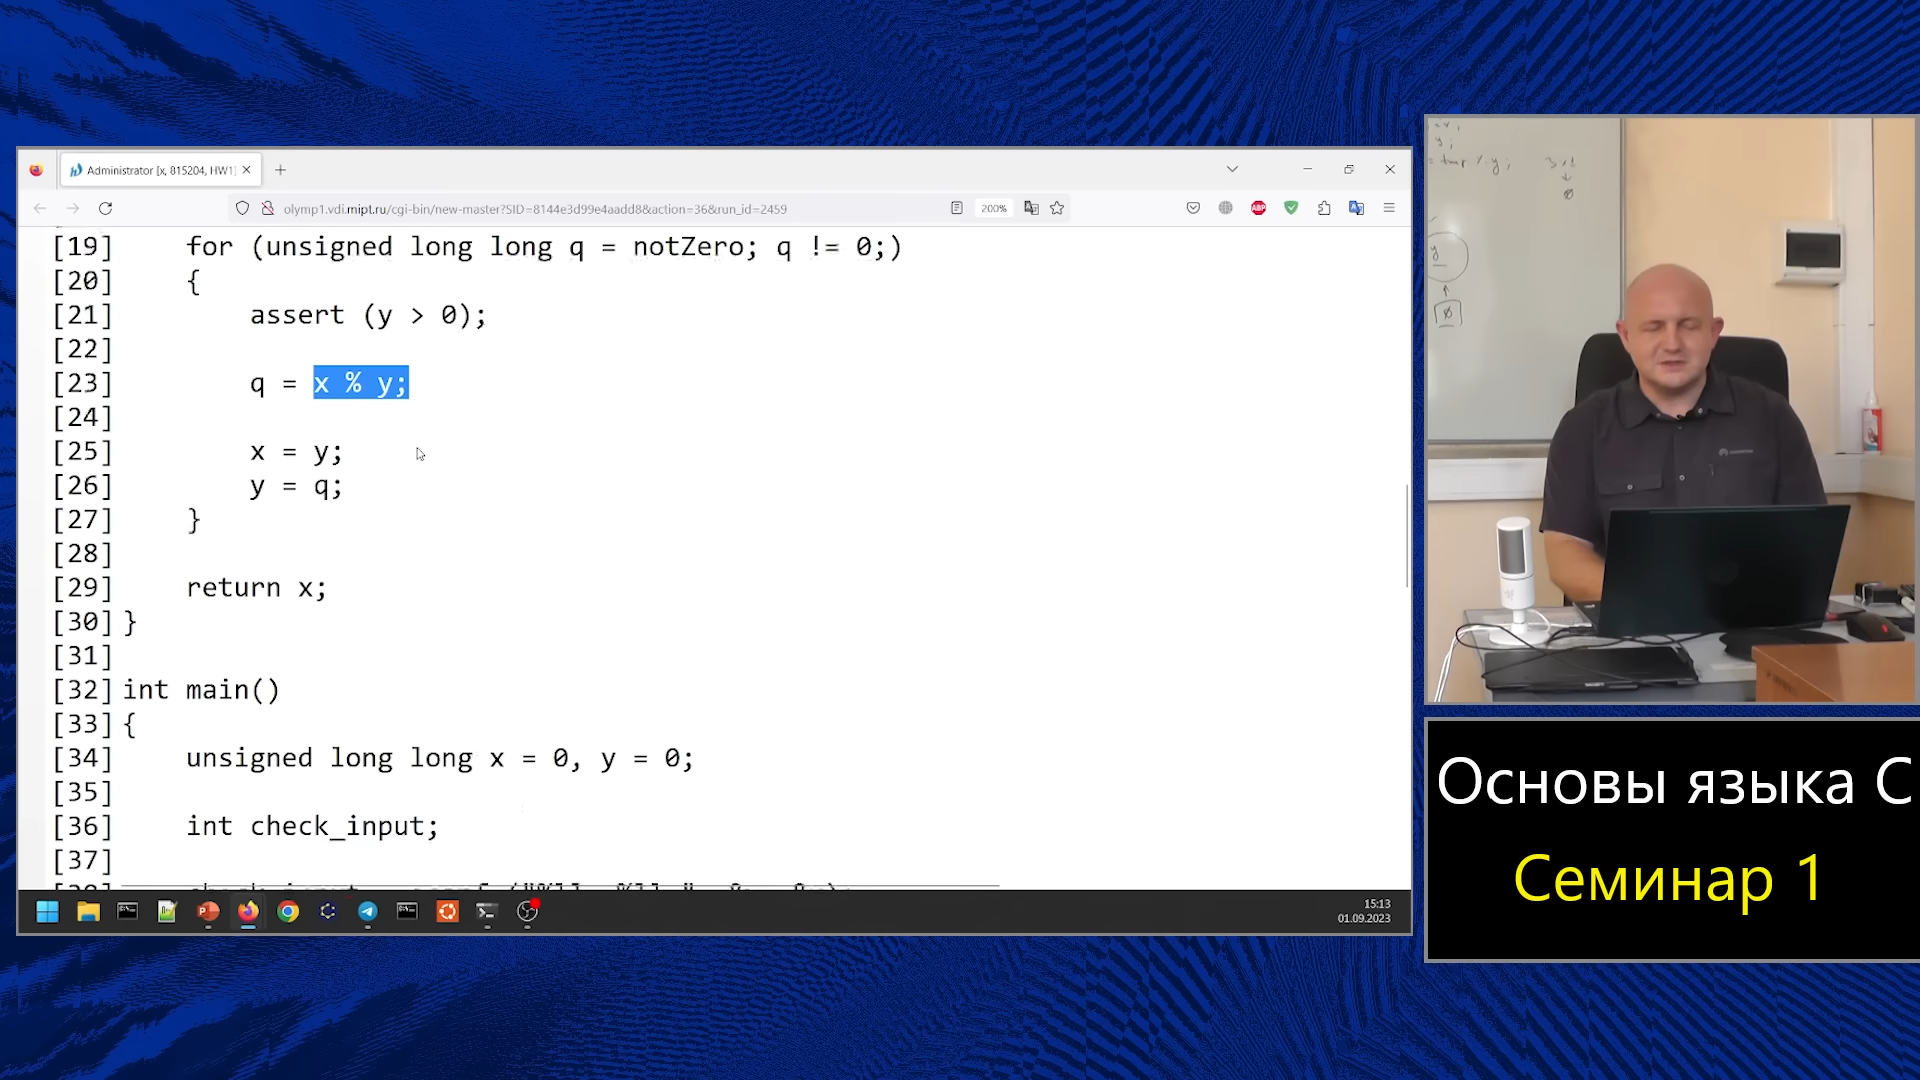 Administrator [x, 815204, HW1]
olymp1.vdi.mipt.ru/cgi-bin/new-master?SID=8144e3d99e4aadd8&action=36&run_id=2459
200%
ABP
[19] for (unsigned long long q = notZero; q != 0;)
[20] {
[21] assert (y > 0);
[22]
[23] q = x % y;
[24]
[25] x = y;
[26] y = q;
[27] }
[28]
[29] return x;
[30] }
[31]
[32] int main()
[33] {
[34] unsigned long long x = 0, y = 0;
[35]
[36] int check_input;
[37]
15:13
01.09.2023
Основы языка С
Семинар 1